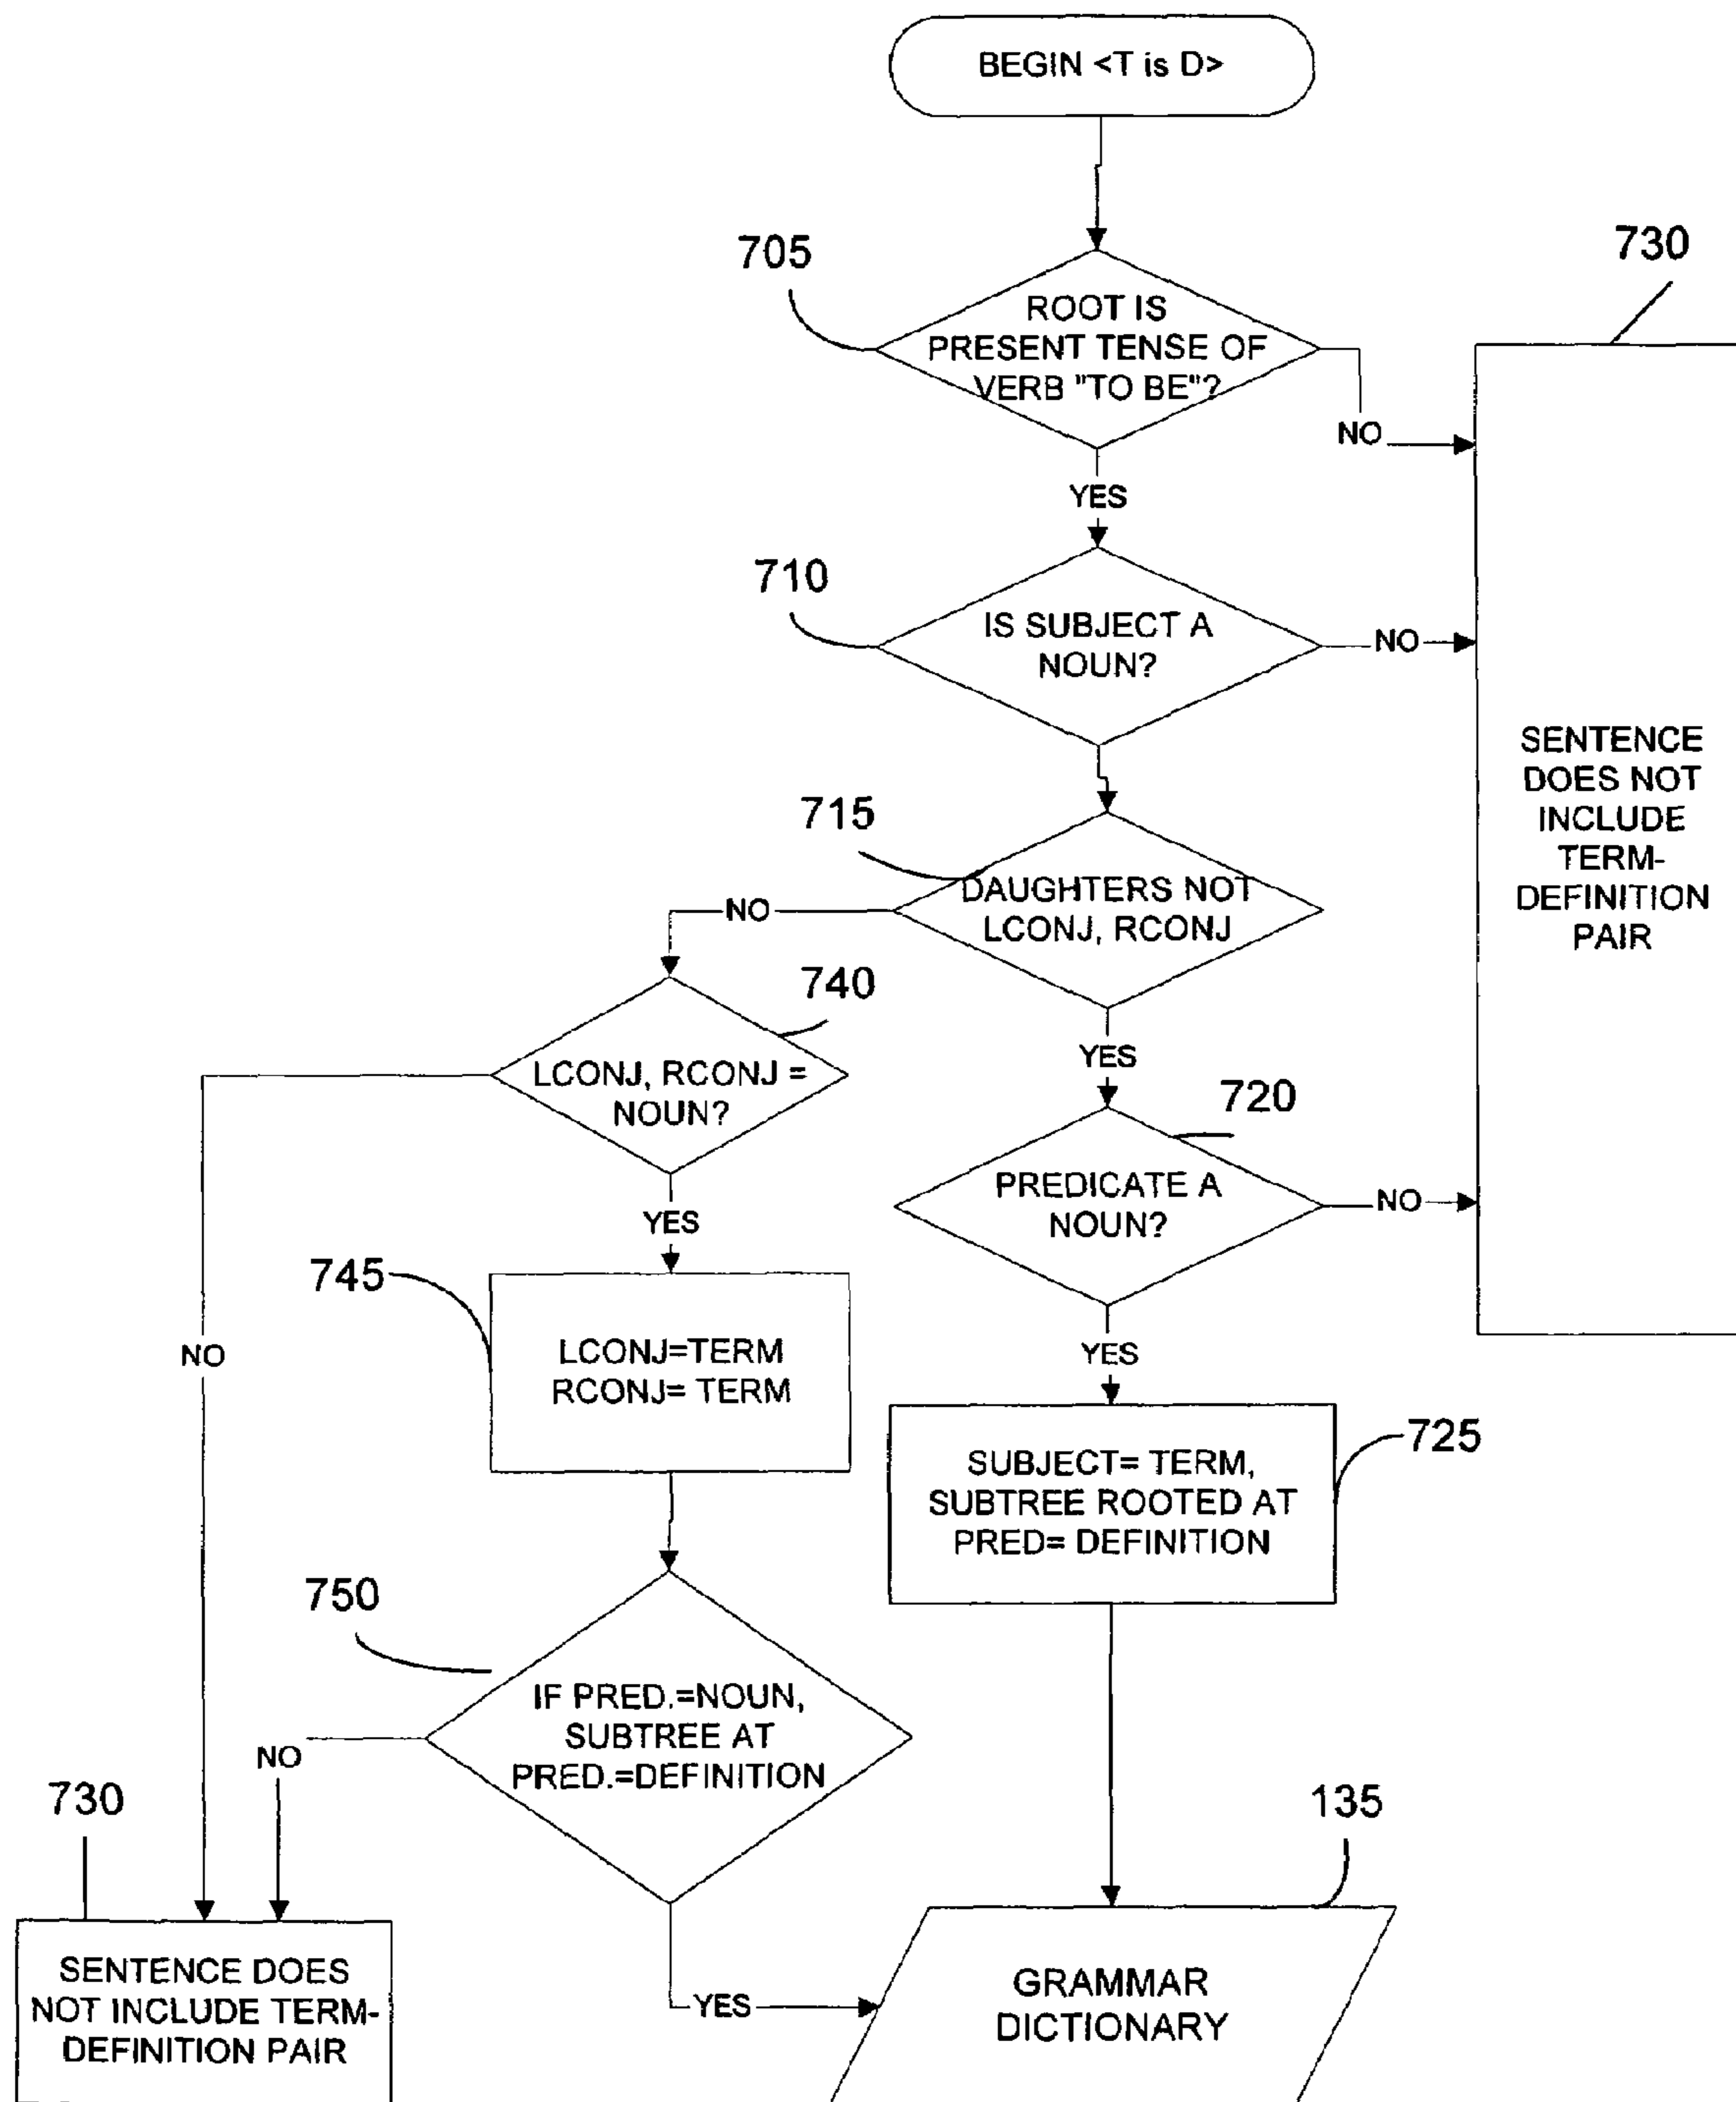 BEGIN <T is D>
705
730
ROOT IS
PRESENT TENSE OF
VERB "TO BE"?
NO
YES
710
IS SUBJECT A
NOUN?
NO
SENTENCE
DOES NOT
INCLUDE
TERM-
DEFINITION
PAIR
715
DAUGHTERS NOT
LCONJ, RCONJ
NO
740
YES
LCONJ, RCONJ =
NOUN?
720
PREDICATE A
NOUN?
NO
YES
745
NO
LCONJ=TERM
RCONJ= TERM
YES
725
SUBJECT= TERM,
SUBTREE ROOTED AT
PRED= DEFINITION
750
IF PRED.=NOUN,
SUBTREE AT
PRED.=DEFINITION
NO
730
135
SENTENCE DOES
NOT INCLUDE TERM-
DEFINITION PAIR
YES
GRAMMAR
DICTIONARY